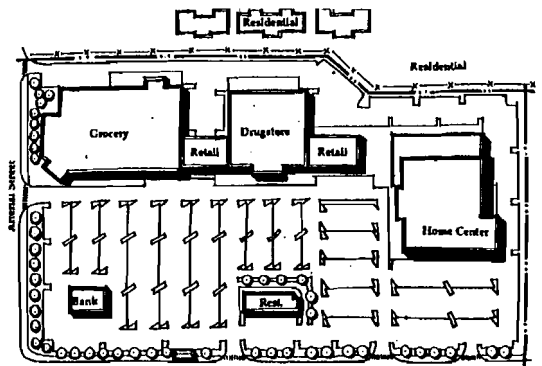 Residential
Residential
Grocery
Drugstore
Retail
Retail
Arterial Street
Home Center
Bank
Rest.